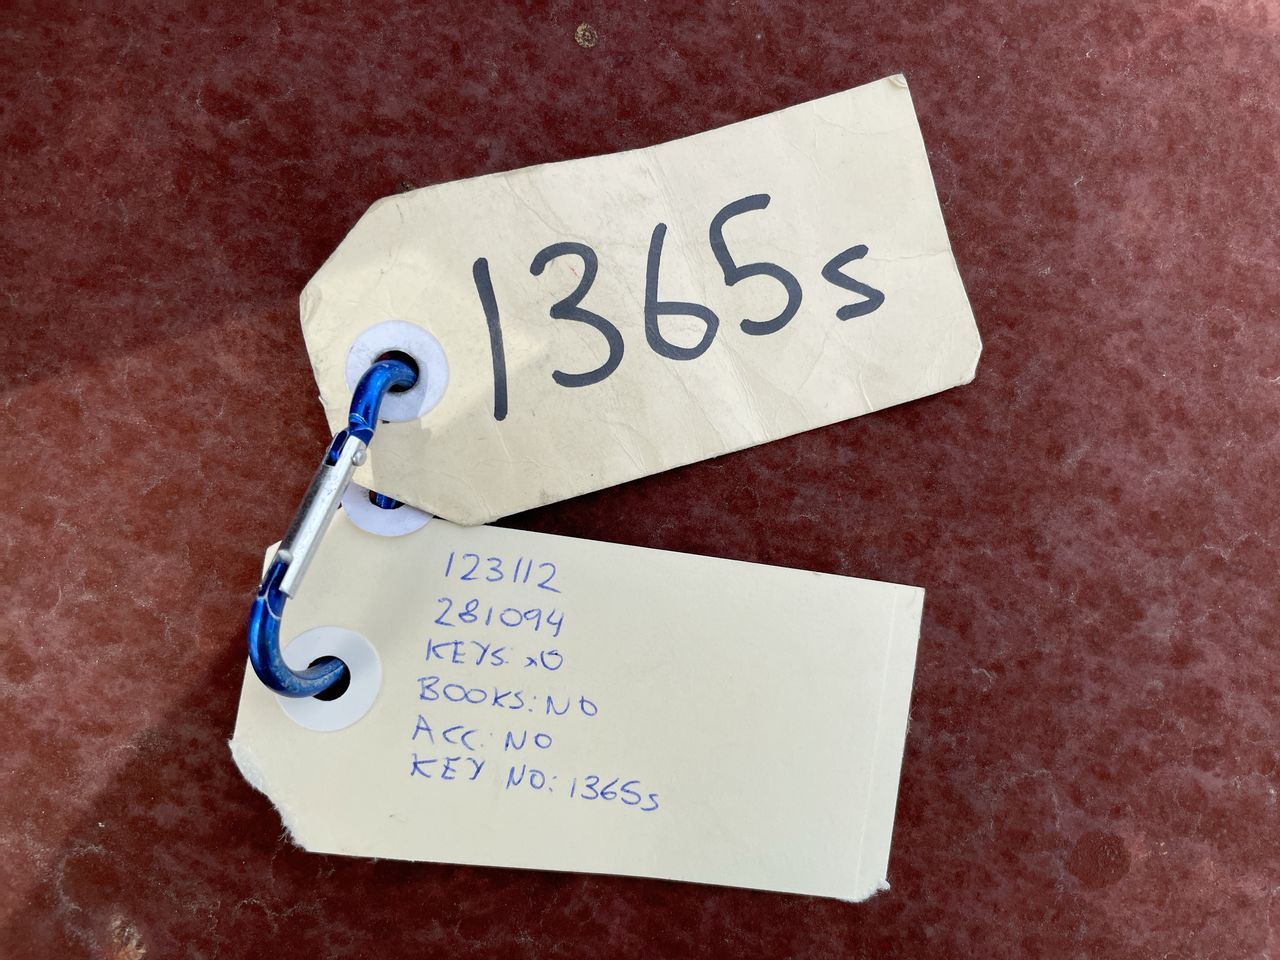 1365s
123112
281094
KEYS: x0
BOOKS: NO
ACC: NO
KEY NO: 1365s